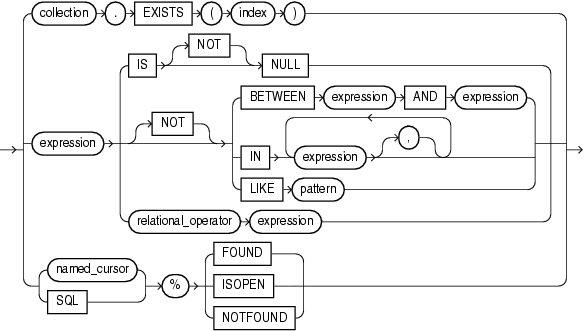 collection . EXISTS ( index )
NOT
IS NULL
BETWEEN expression AND expression
NOT
expression
,
IN expression
LIKE pattern
relational_operator expression
FOUND
named_cursor
% ISOPEN
SQL
NOTFOUND